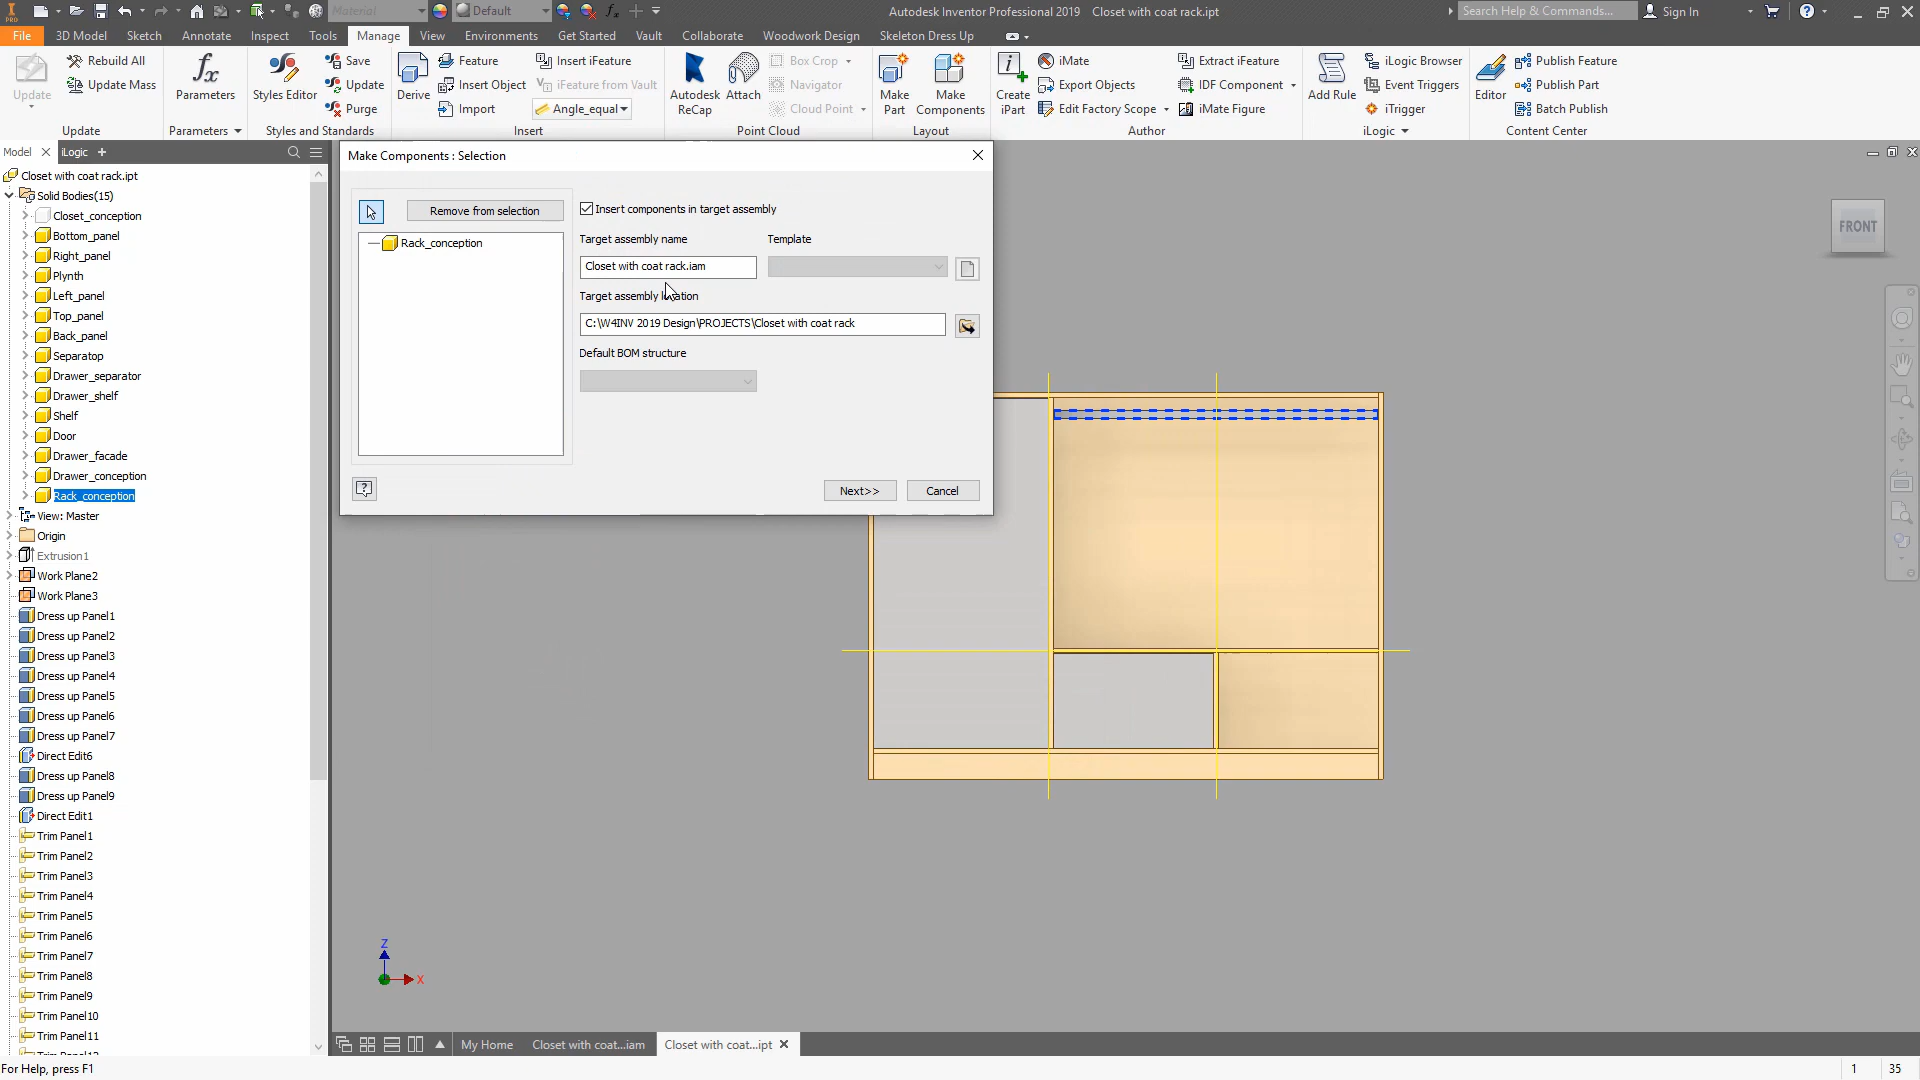 Material
Default
Autodesk Inventor Professional 2019 Closet with coat rack.ipt
Search Help & Commands...
Sign In
PRO
File
3D Model
Sketch
Annotate
Inspect
Tools
Manage
View
Environments
Get Started
Vault
Collaborate
Woodwork Design
Skeleton Dress Up
Update
Rebuild All
Update Mass
Update
fx
Parameters
Parameters
Styles Editor
Save
Update
Purge
Styles and Standards
Derive
Feature
Insert Object
Import
Insert iFeature
iFeature from Vault
Angle_equal
Insert
Autodesk
ReCap
Attach
Box Crop
Navigator
Cloud Point
Point Cloud
Make
Part
Make
Components
Layout
Create
iPart
iMate
Export Objects
Edit Factory Scope
Extract iFeature
IDF Component
iMate Figure
Author
Add Rule
iLogic Browser
Event Triggers
iTrigger
iLogic
Editor
Publish Feature
Publish Part
Batch Publish
Content Center
Model
iLogic
Closet with coat rack.ipt
Solid Bodies(15)
Closet_conception
Bottom_panel
Right_panel
Plynth
Left_panel
Top_panel
Back_panel
Separatop
Drawer_separator
Drawer_shelf
Shelf
Door
Drawer_facade
Drawer_conception
Rack_conception
View: Master
Origin
Extrusion1
Work Plane2
Work Plane3
Dress up Panel1
Dress up Panel2
Dress up Panel3
Dress up Panel4
Dress up Panel5
Dress up Panel6
Dress up Panel7
Direct Edit6
Dress up Panel8
Dress up Panel9
Direct Edit1
Trim Panel1
Trim Panel2
Trim Panel3
Trim Panel4
Trim Panel5
Trim Panel6
Trim Panel7
Trim Panel8
Trim Panel9
Trim Panel10
Trim Panel11
Make Components : Selection
Remove from selection
Rack_conception
Insert components in target assembly
Target assembly name
Template
Closet with coat rack.iam
Target assembly location
C:\W4INV 2019 Design\PROJECTS\Closet with coat rack
Default BOM structure
Next>>
Cancel
FRONT
Z
X
My Home
Closet with coat...iam
Closet with coat...ipt
For Help, press F1
1
35